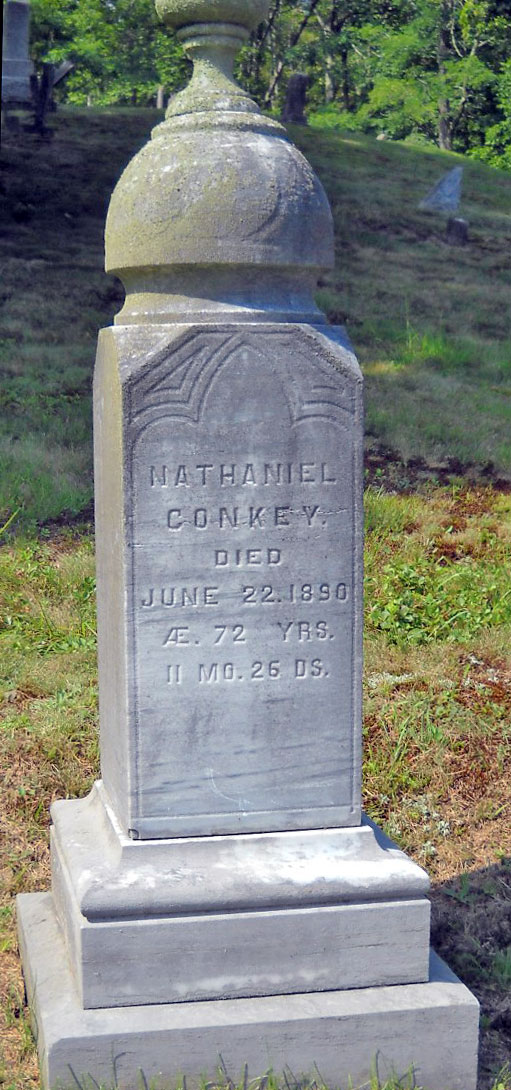 NATHANIEL
CONKEY.
DIED
JUNE 22.1890
Æ. 72 YRS.
11 MO. 26 DS.